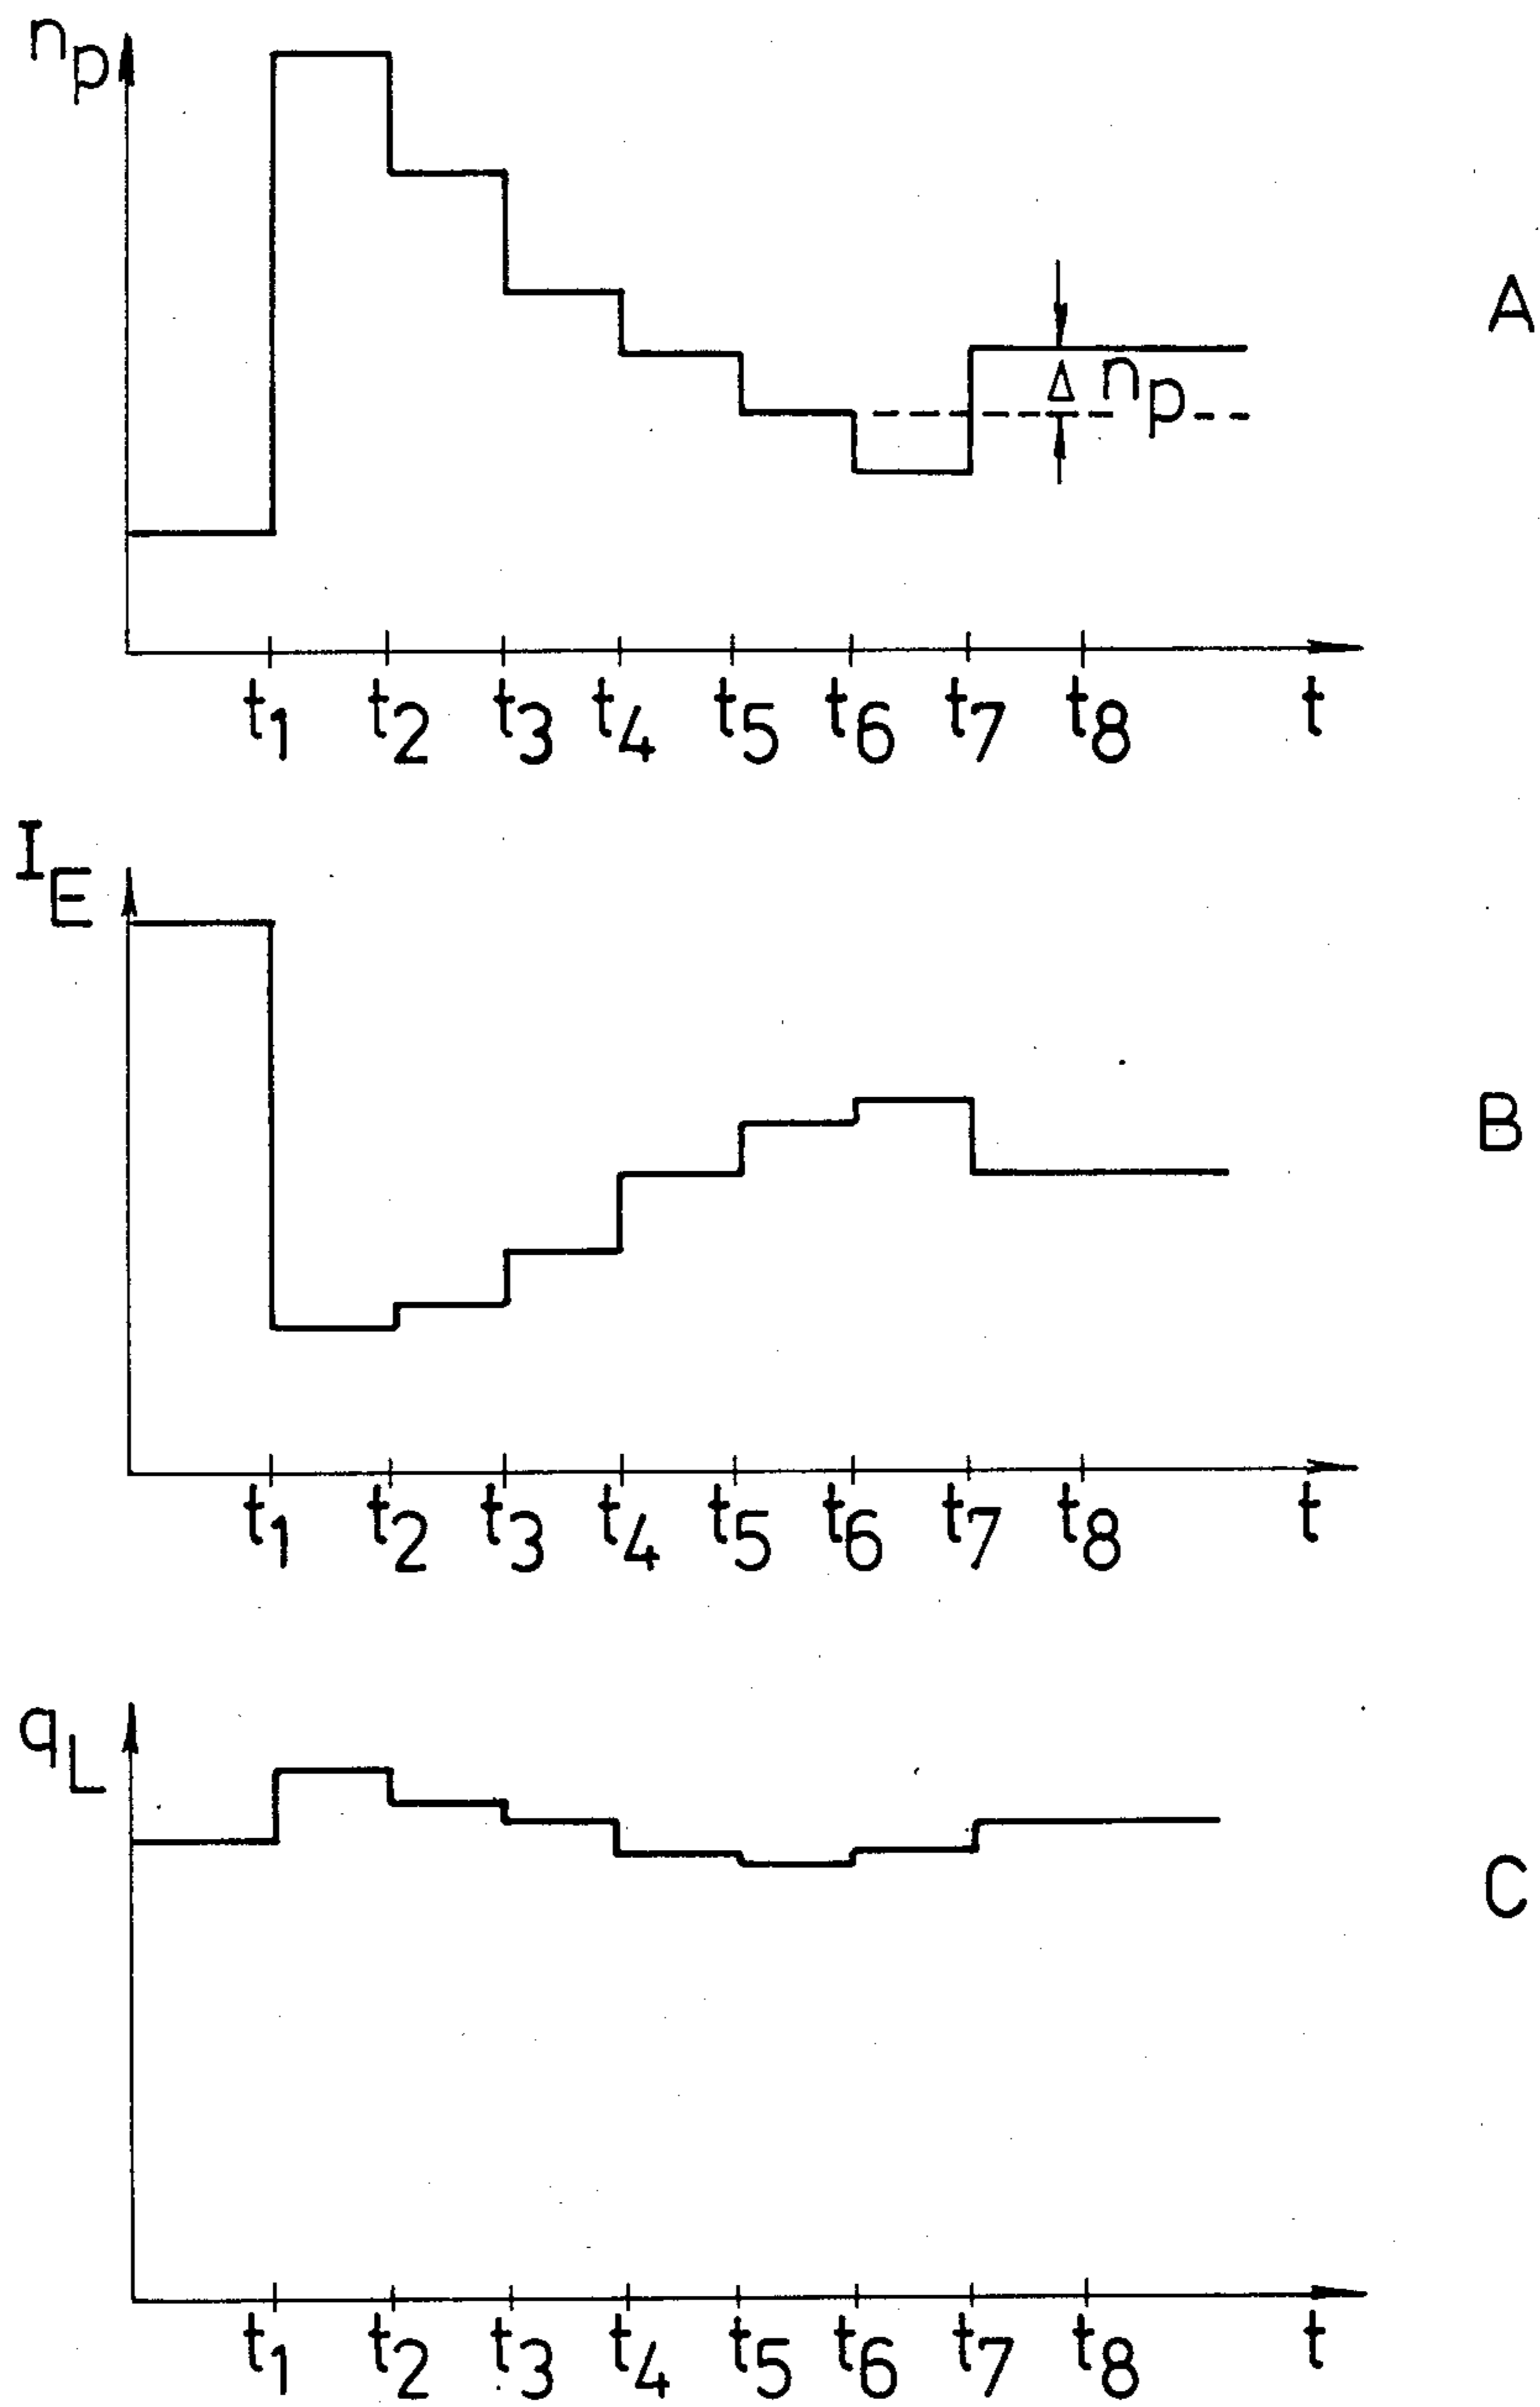 n_p
A
Δ n_p
t_1 t_2 t_3 t_4 t_5 t_6 t_7 t_8 t
I_E
B
t_1 t_2 t_3 t_4 t_5 t_6 t_7 t_8 t
q_L
C
t_1 t_2 t_3 t_4 t_5 t_6 t_7 t_8 t